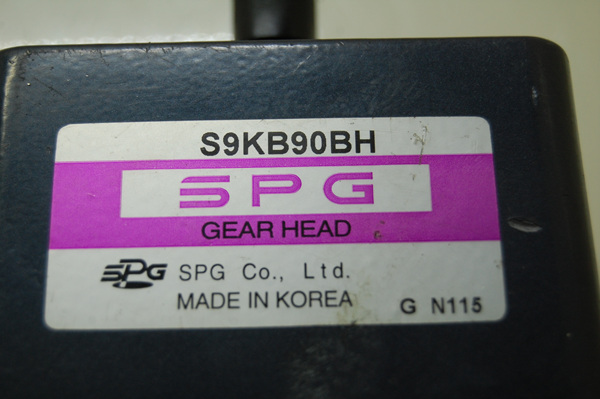 S9KB90BH
SPG
GEAR HEAD
SPG SPG Co., Ltd.
MADE IN KOREA G N115